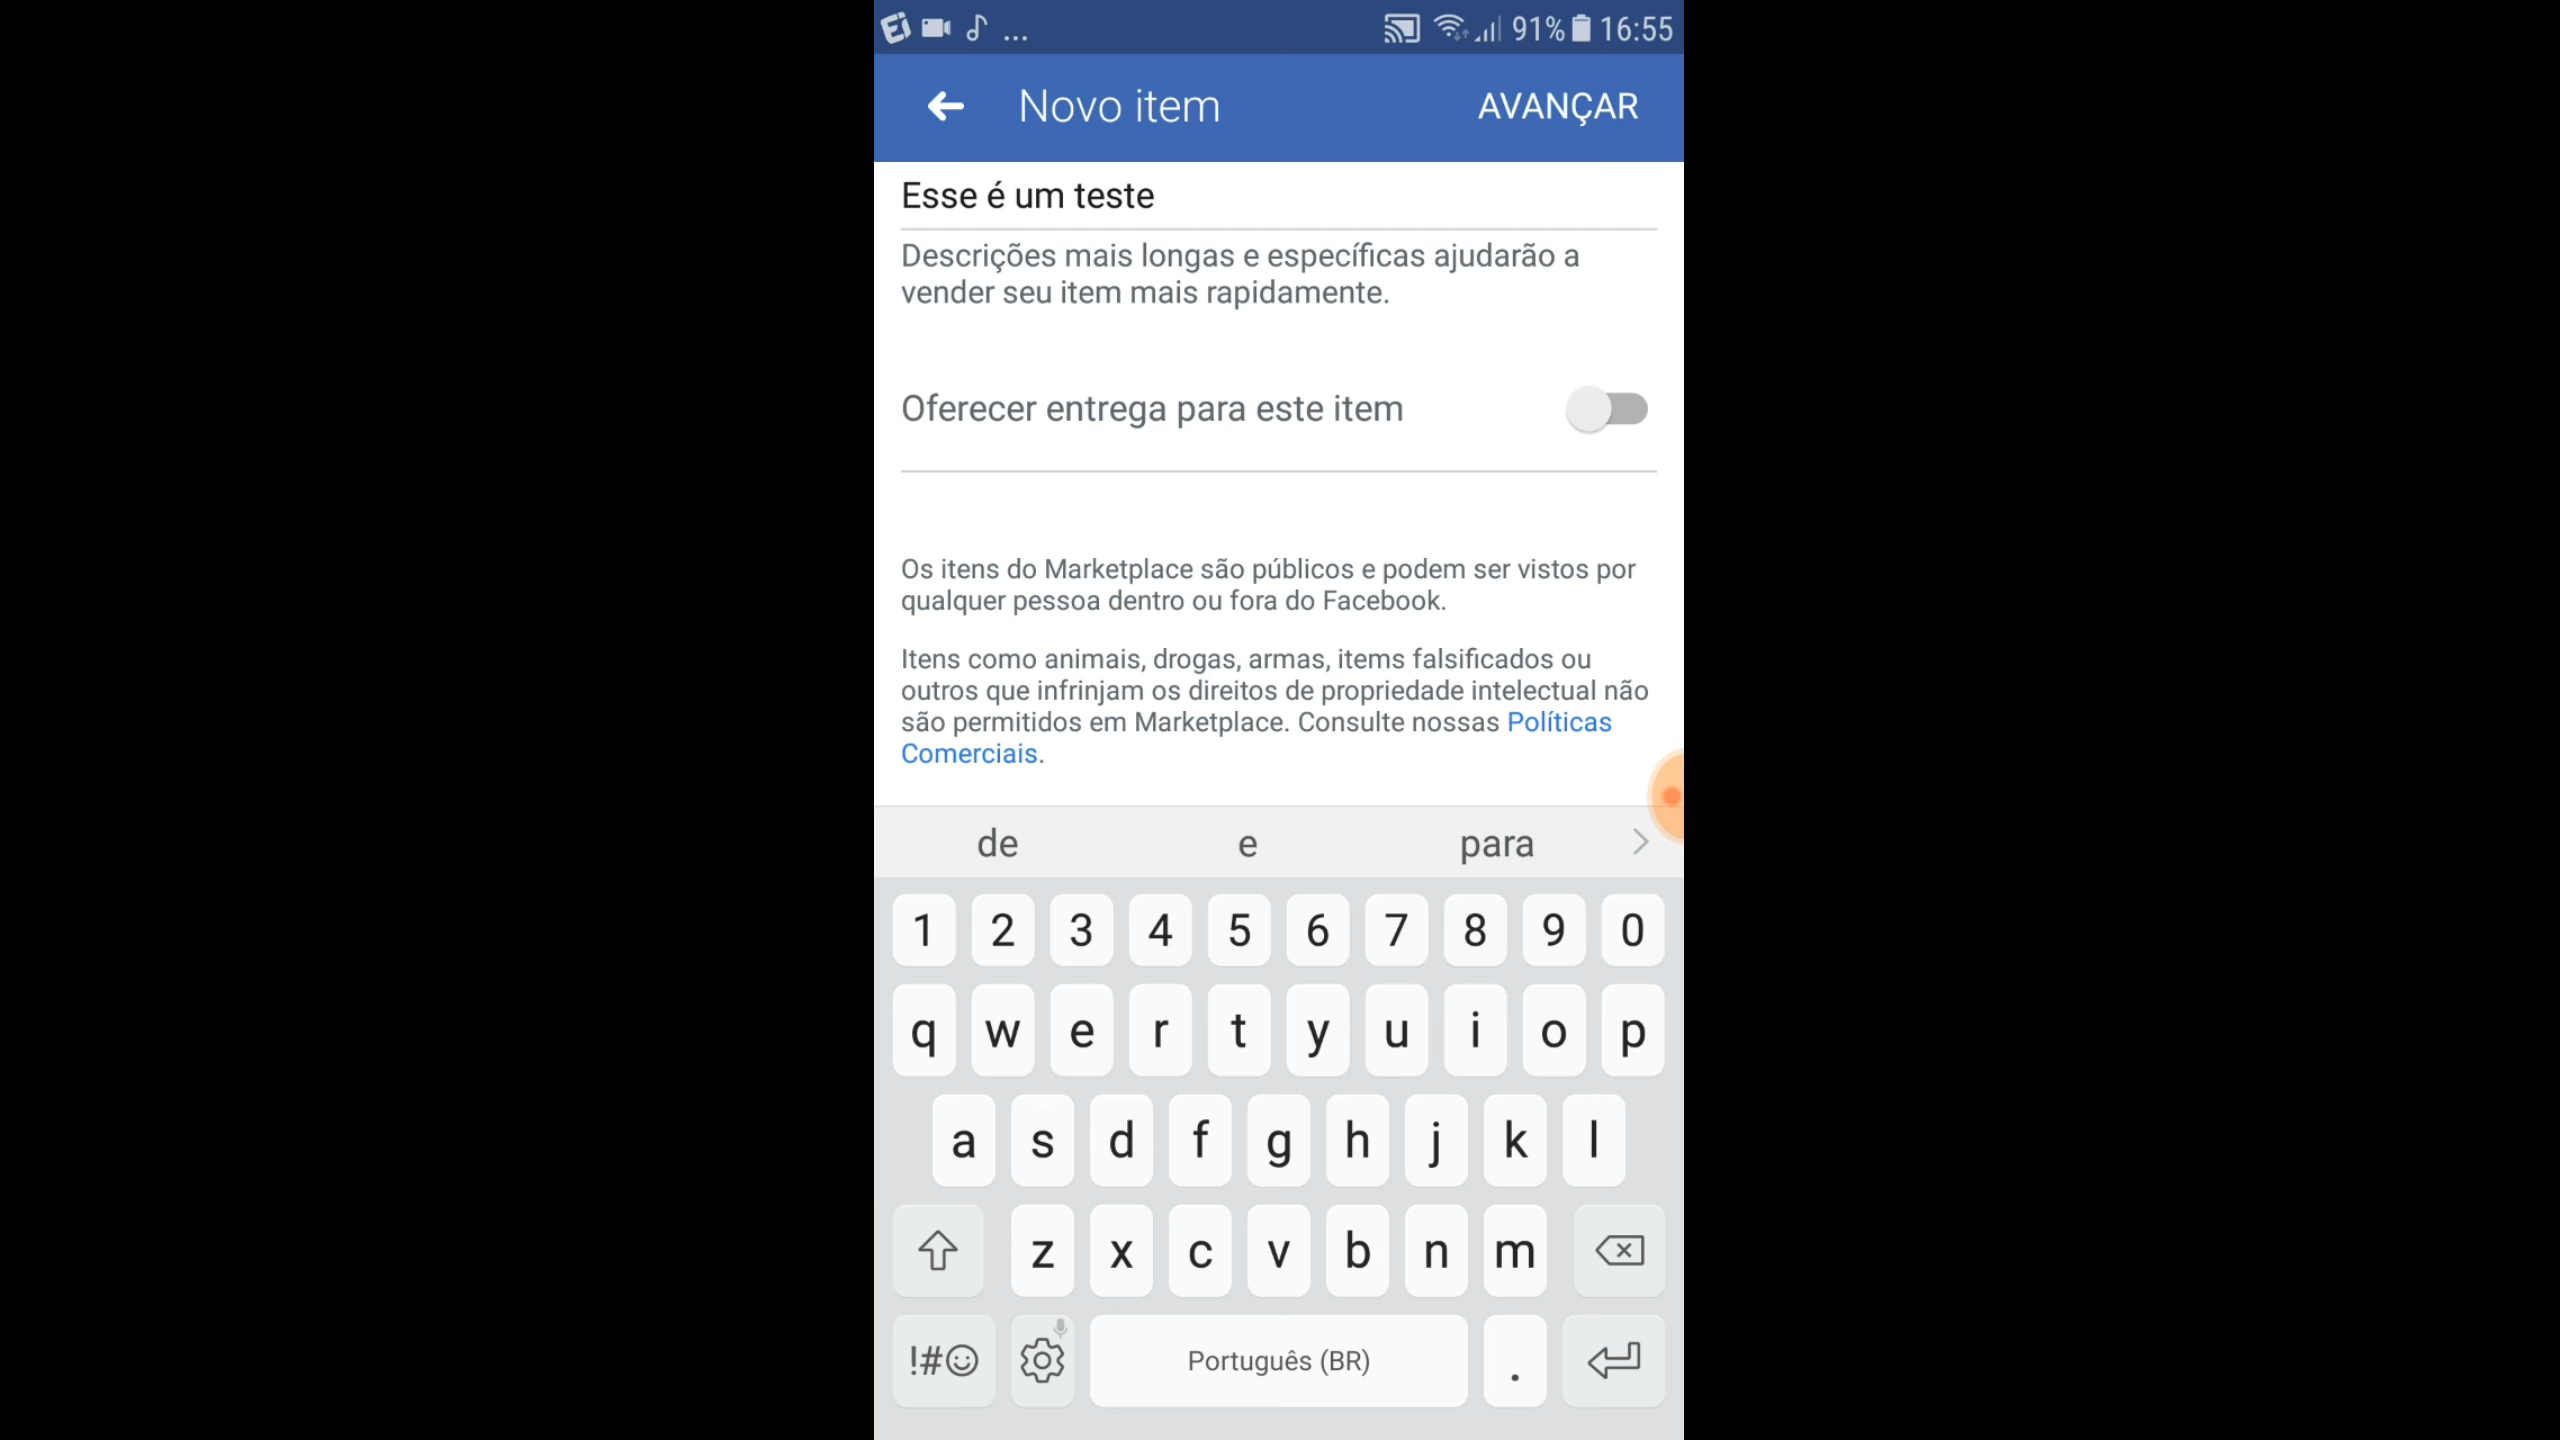 ... 91% 16:55
Novo item AVANÇAR
Esse é um teste
Descrições mais longas e específicas ajudarão a
vender seu item mais rapidamente.
Oferecer entrega para este item
Os itens do Marketplace são públicos e podem ser vistos por
qualquer pessoa dentro ou fora do Facebook.
Itens como animais, drogas, armas, items falsificados ou
outros que infrinjam os direitos de propriedade intelectual não
são permitidos em Marketplace. Consulte nossas Políticas
Comerciais.
de e para
1 2 3 4 5 6 7 8 9 0
q w e r t y u i o p
a s d f g h j k l
z x c v b n m
!#☺ Português (BR) .